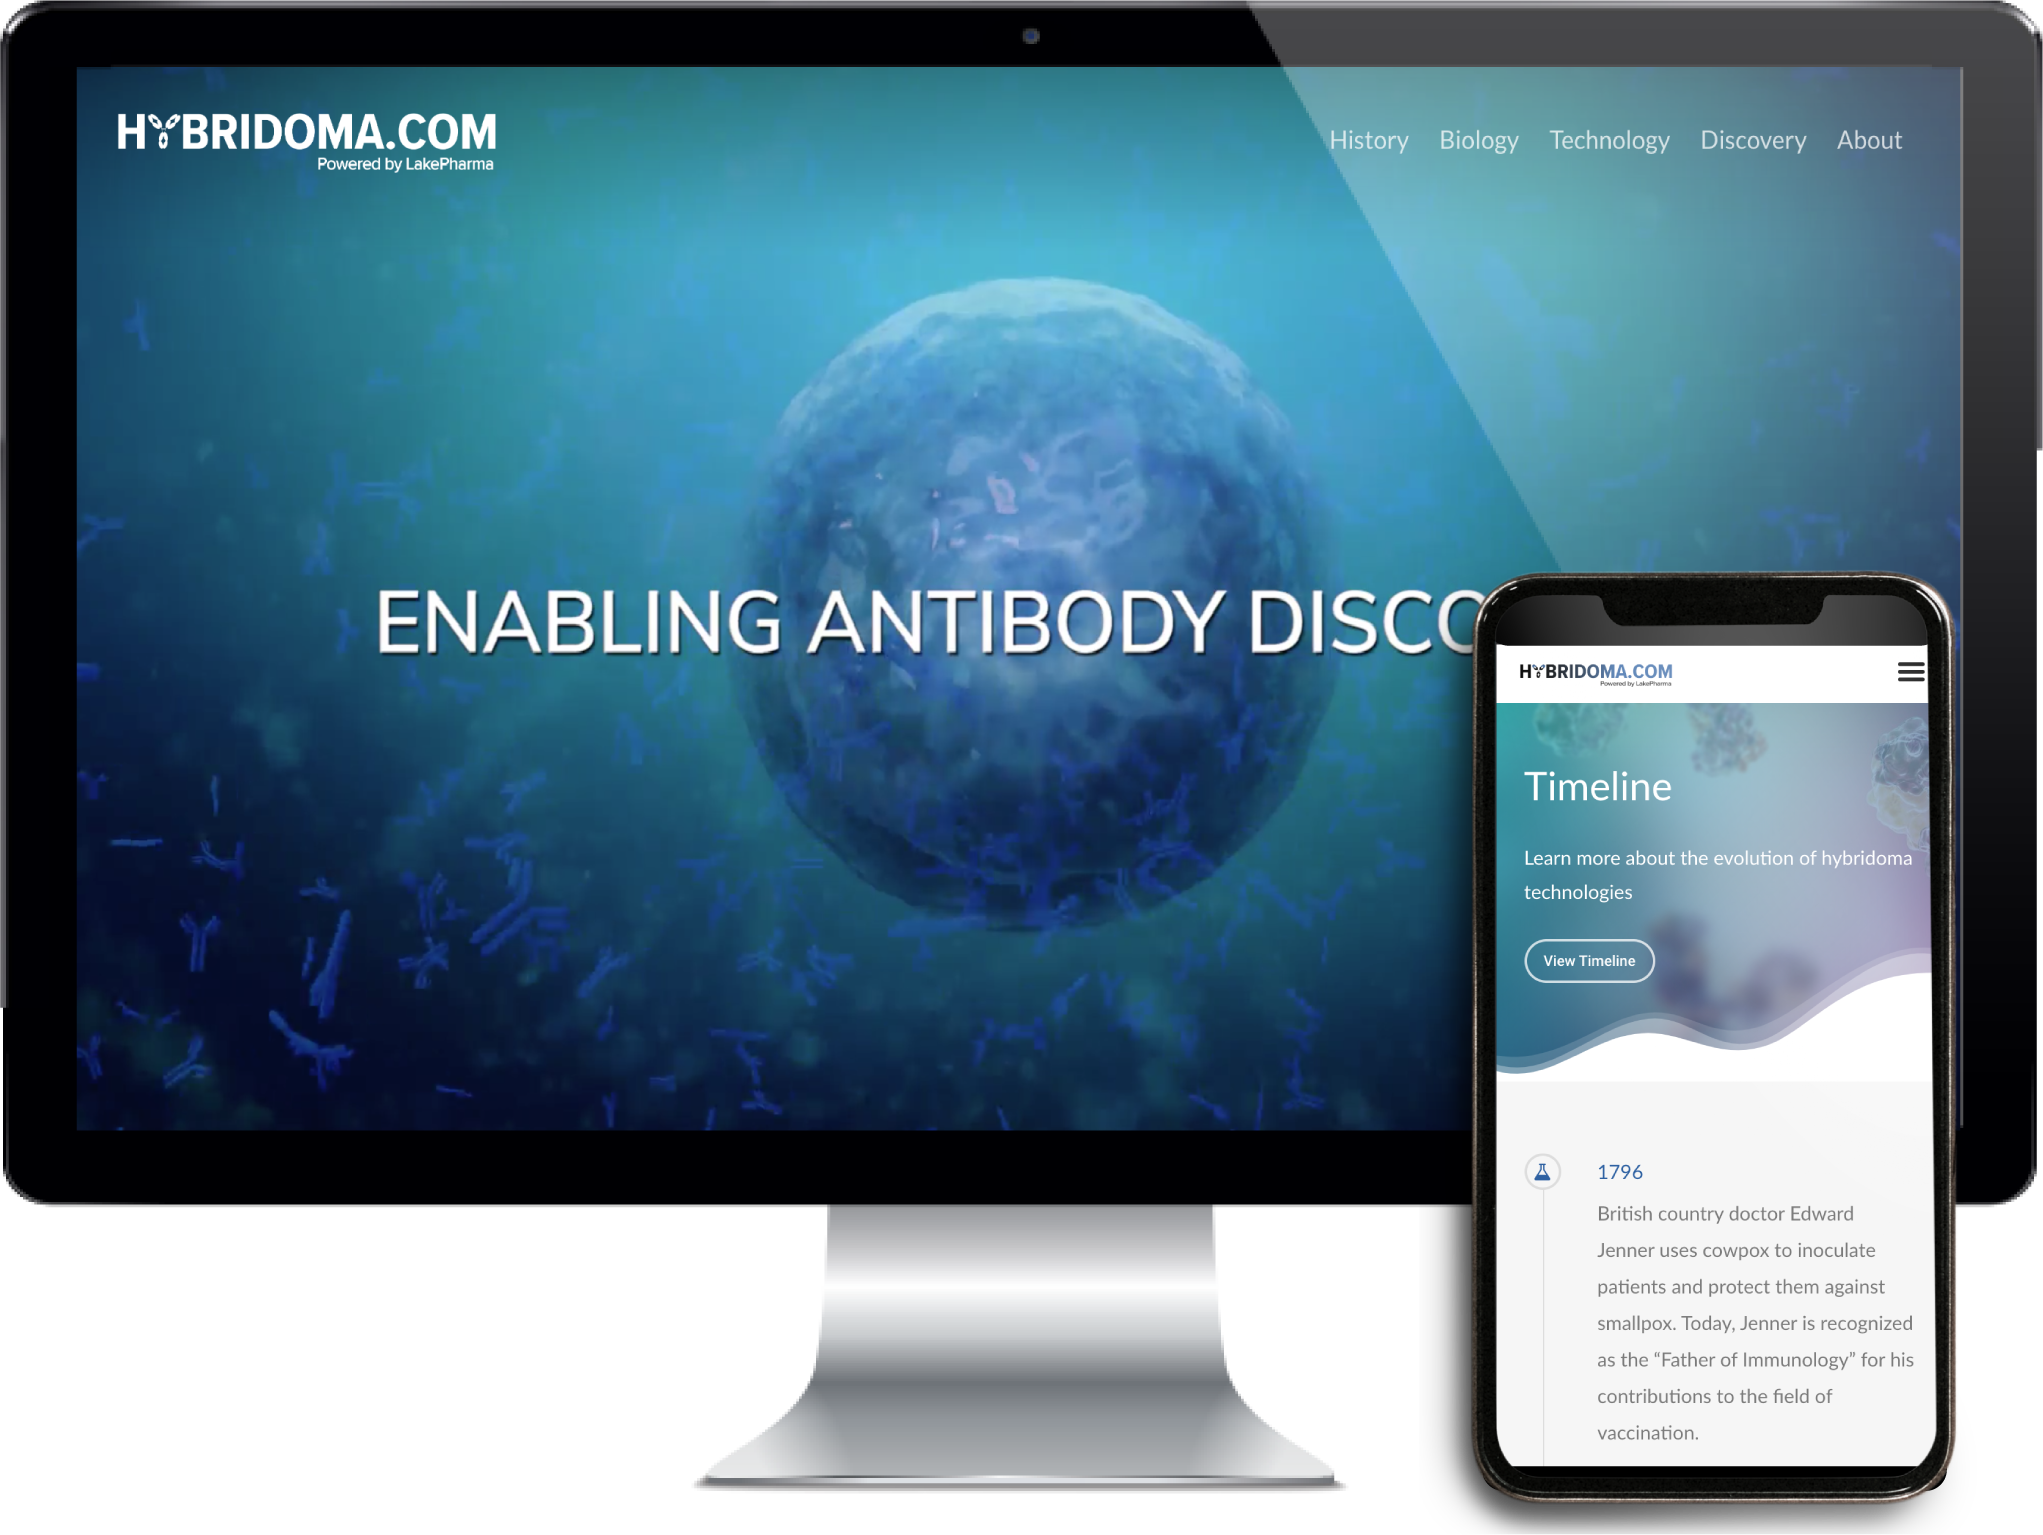 HYBRIDOMA.COM
Powered by LakePharma
History Biology Technology Discovery About
ENABLING ANTIBODY DISCO
HYBRIDOMA.COM
Powered by LakePharma
Timeline
Learn more about the evolution of hybridoma
technologies
View Timeline
1796
British country doctor Edward
Jenner uses cowpox to inoculate
patients and protect them against
smallpox. Today, Jenner is recognized
as the “Father of Immunology” for his
contributions to the field of
vaccination.